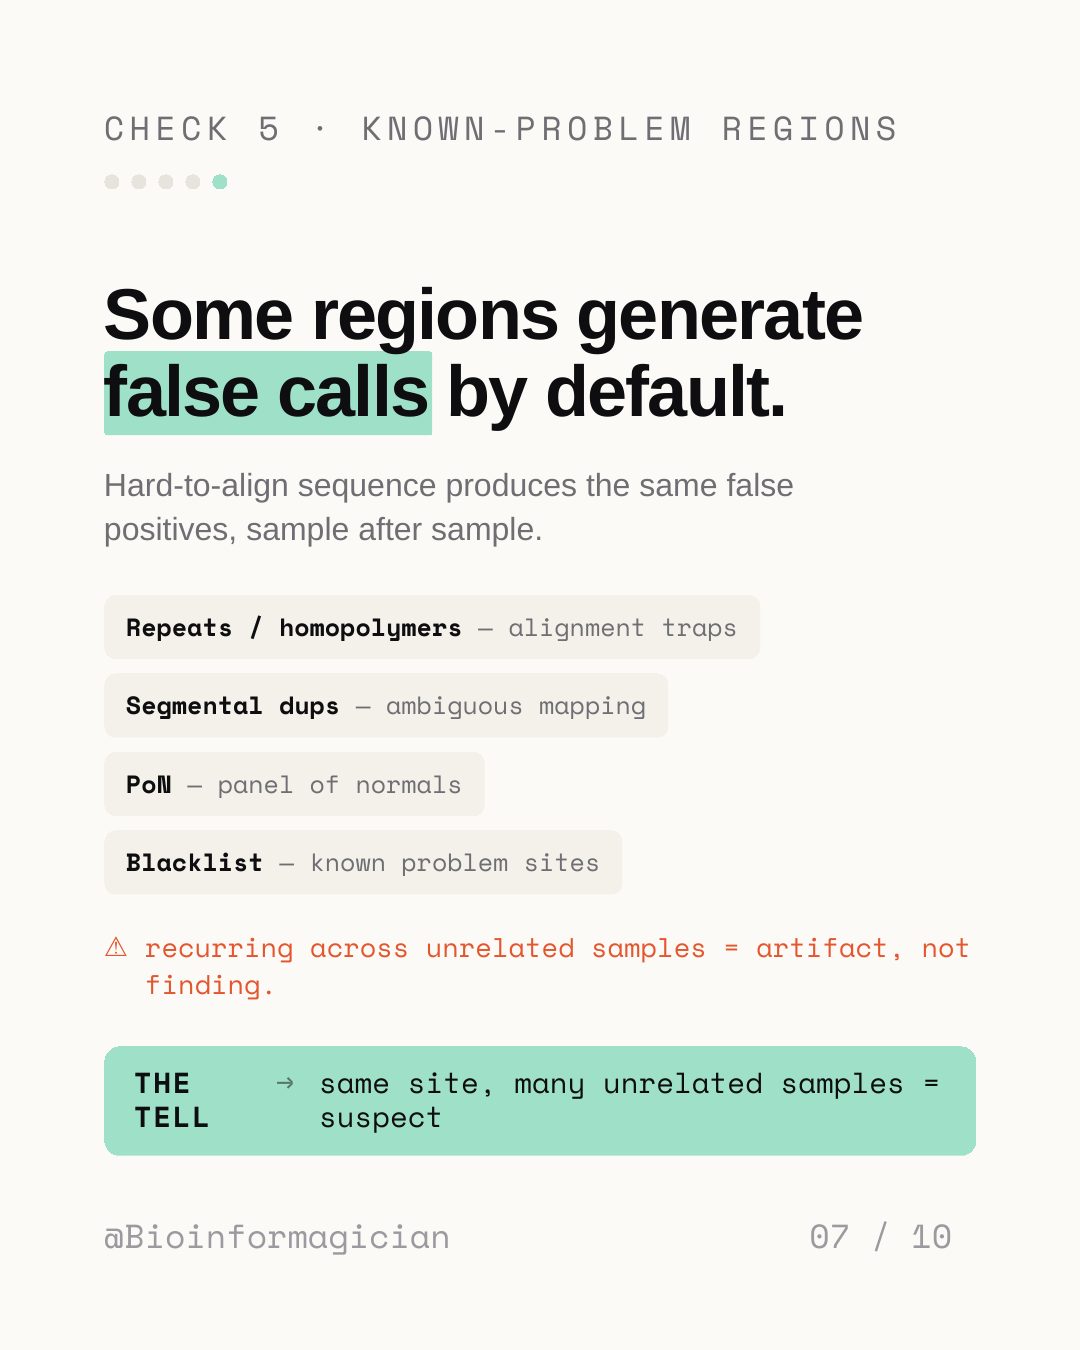 CHECK 5 · KNOWN-PROBLEM REGIONS
Some regions generate
false calls by default.
Hard-to-align sequence produces the same false
positives, sample after sample.
Repeats / homopolymers — alignment traps
Segmental dups — ambiguous mapping
PoN — panel of normals
Blacklist — known problem sites
⚠ recurring across unrelated samples = artifact, not
finding.
THE TELL → same site, many unrelated samples =
suspect
@Bioinformagician
07 / 10